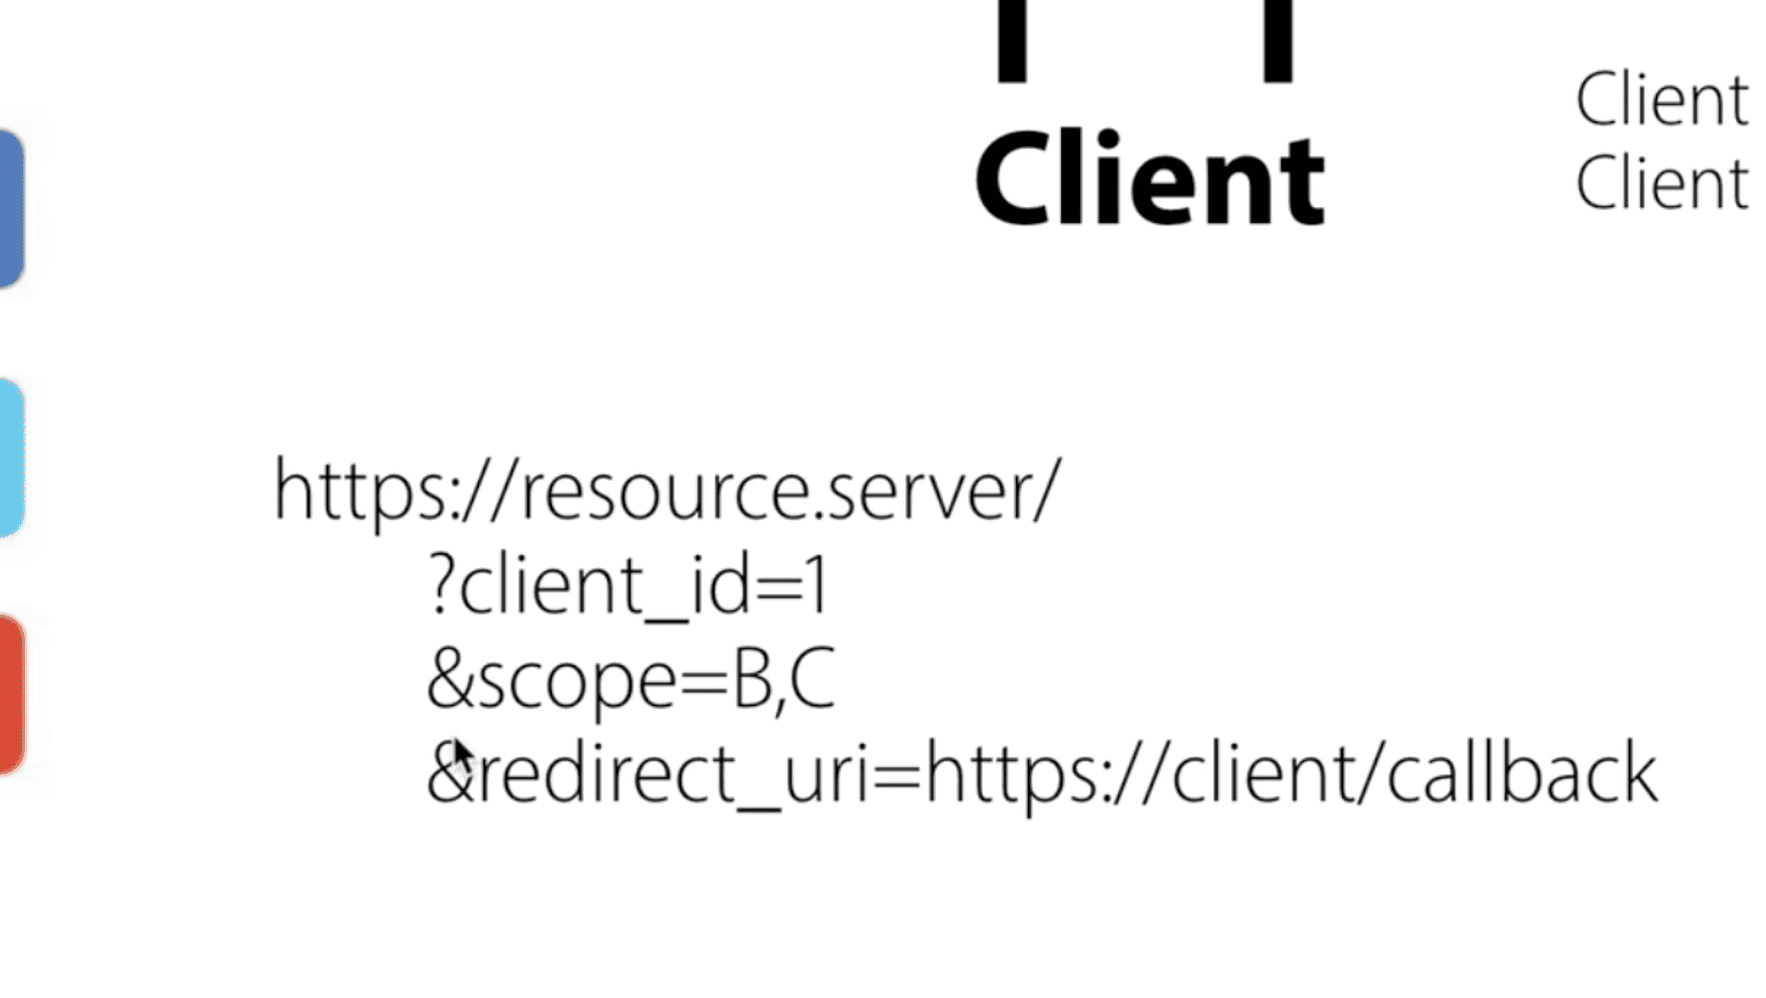 Client
Client
Client
https://resource.server/
?client_id=1
&scope=B,C
&redirect_uri=https://client/callback